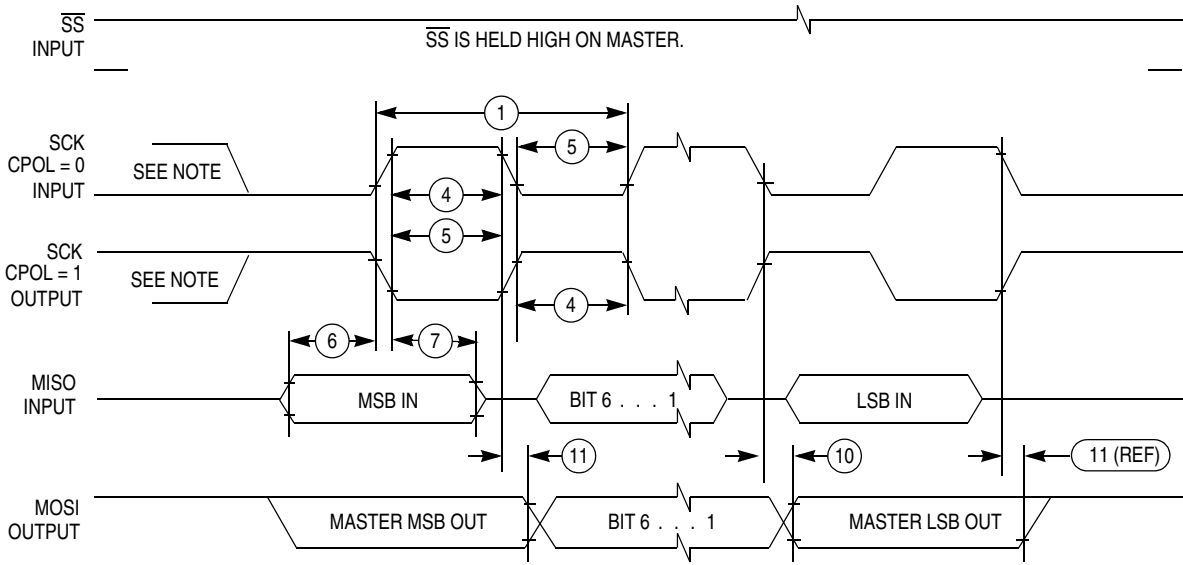 SS
INPUT
SS IS HELD HIGH ON MASTER.
1
SCK
CPOL = 0
INPUT
SEE NOTE
5
4
5
SCK
CPOL = 1
OUTPUT
SEE NOTE
4
6
7
MISO
INPUT
MSB IN
BIT 6 . . . 1
LSB IN
11
10
11 (REF)
MOSI
OUTPUT
MASTER MSB OUT
BIT 6 . . . 1
MASTER LSB OUT